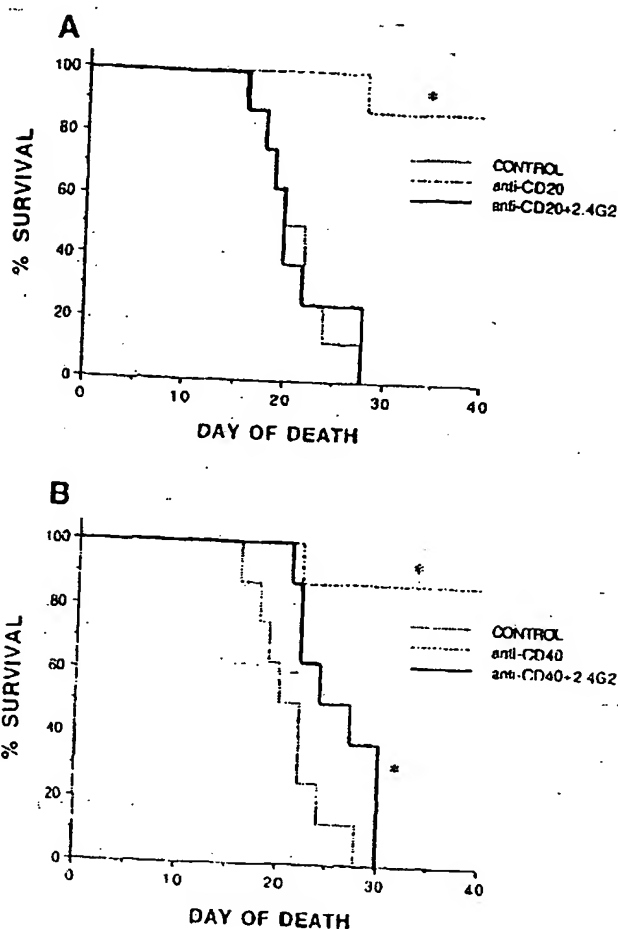 A
100
80
60
40
20
0
% SURVIVAL
CONTROL
anti-CD20
anti-CD20+2.4G2
*
0 10 20 30 40
DAY OF DEATH
B
100
80
60
40
20
0
% SURVIVAL
*
CONTROL
anti-CD40
anti-CD40+2.4G2
*
0 10 20 30 40
DAY OF DEATH